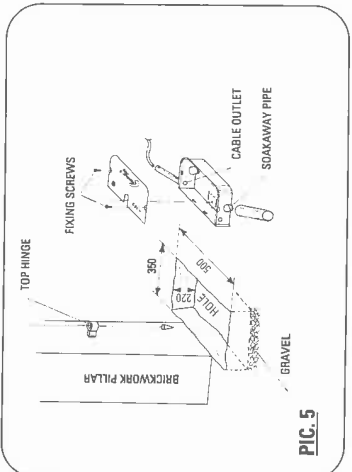 TOP HINGE
FIXING SCREWS
350
500
220
HOLE
BRICKWORK PILLAR
CABLE OUTLET
SOAKAWAY PIPE
GRAVEL
PIC. 5